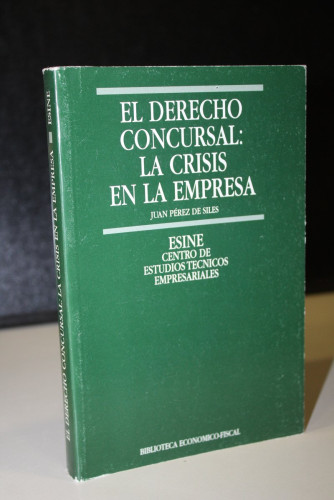 EL DERECHO
CONCURSAL:
LA CRISIS
EN LA EMPRESA
JUAN PÉREZ DE SILES
ESINE
CENTRO DE
ESTUDIOS TECNICOS
EMPRESARIALES
BIBLIOTECA ECONOMICO-FISCAL
EL DERECHO CONCURSAL: LA CRISIS EN LA EMPRESA ■ ESINE